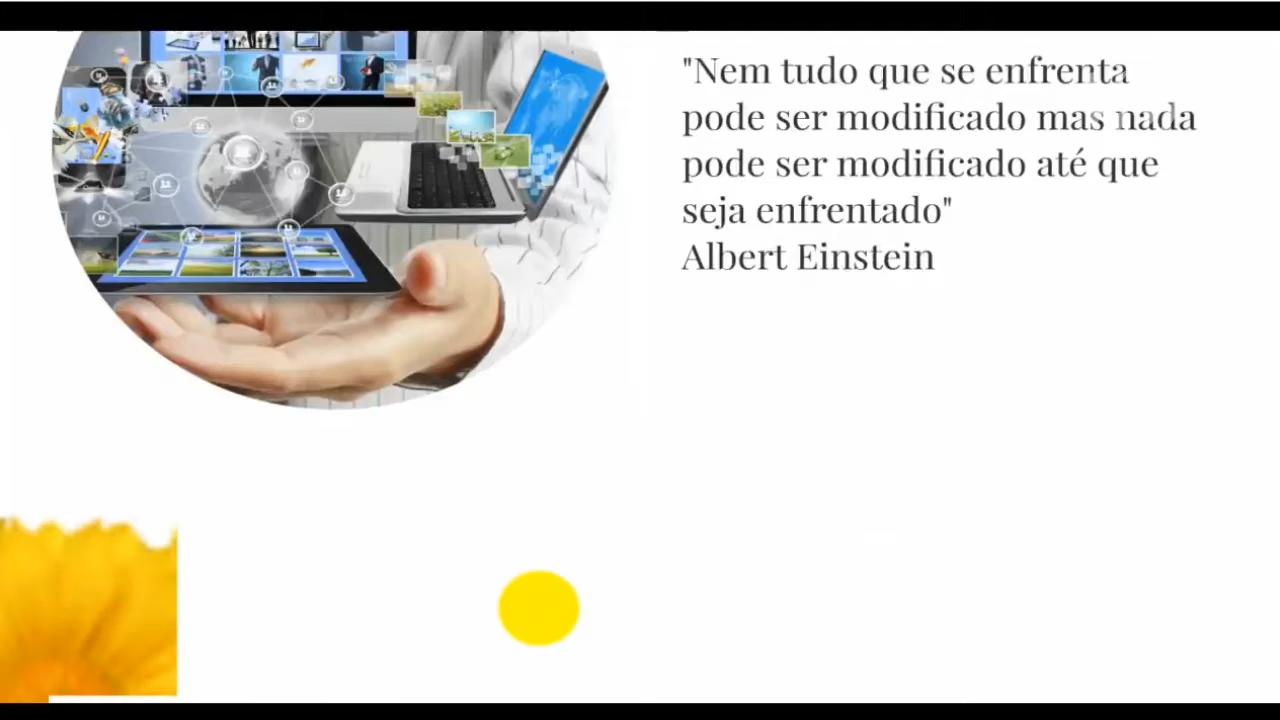 "Nem tudo que se enfrenta
pode ser modificado mas nada
pode ser modificado até que
seja enfrentado"
Albert Einstein